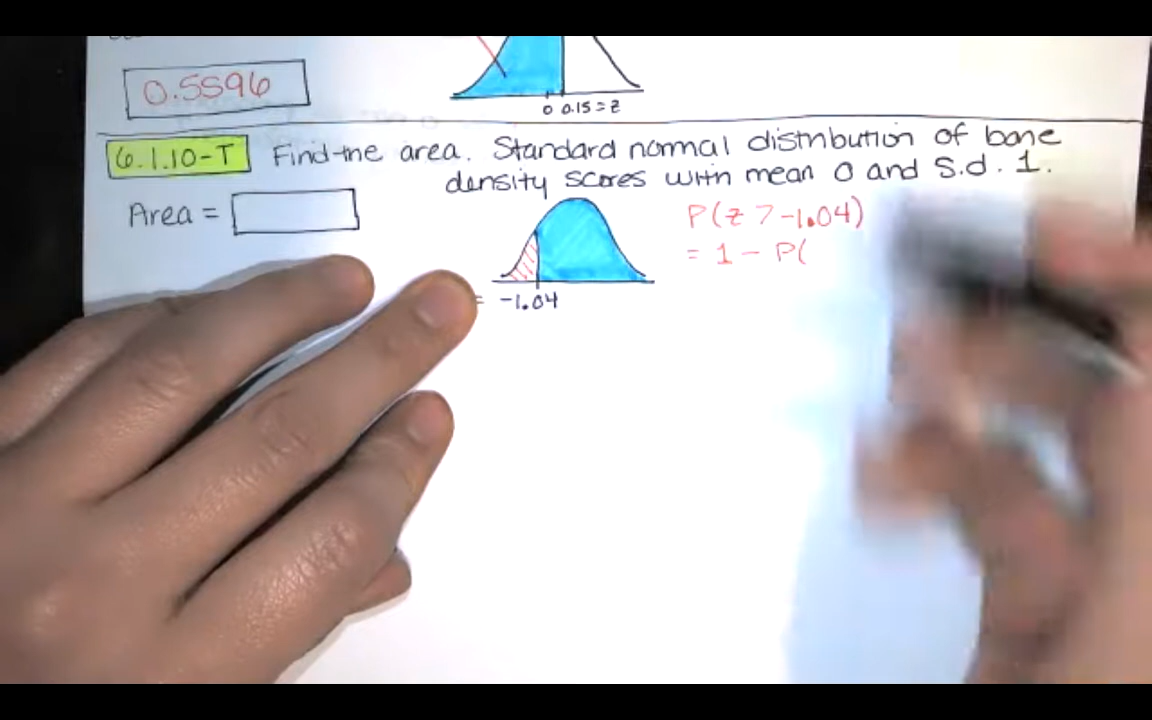 0.5596
0 0.15 = z
6.1.10-T Find the area. Standard normal distribution of bone
density scores with mean 0 and s.d. 1.
Area =
P(z > -1.04)
= 1 - P(
= -1.04